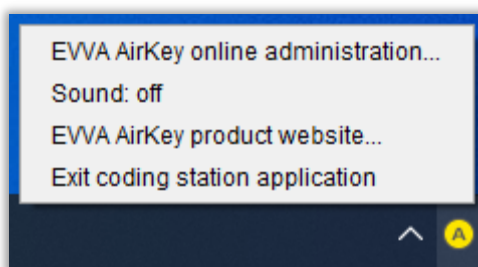 EVVA AirKey online administration...
Sound: off
EVVA AirKey product website...
Exit coding station application
A